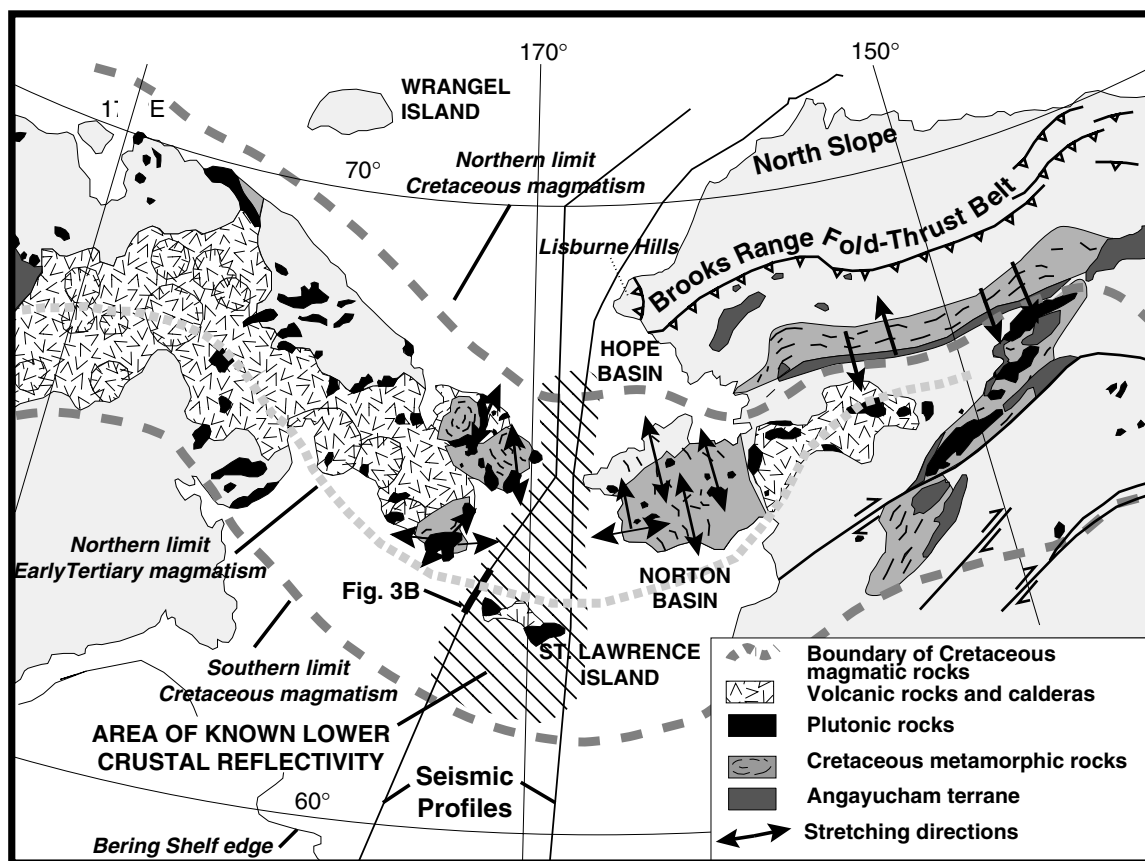 170°
150°
WRANGEL
ISLAND
70°
Northern limit
Cretaceous magmatism
North Slope
Lisburne Hills
Brooks Range Fold-Thrust Belt
HOPE
BASIN
Northern limit
EarlyTertiary magmatism
Fig. 3B
NORTON
BASIN
Southern limit
Cretaceous magmatism
ST. LAWRENCE
ISLAND
AREA OF KNOWN LOWER
CRUSTAL REFLECTIVITY
Seismic
Profiles
60°
Bering Shelf edge
Boundary of Cretaceous
magmatic rocks
Volcanic rocks and calderas
Plutonic rocks
Cretaceous metamorphic rocks
Angayucham terrane
Stretching directions